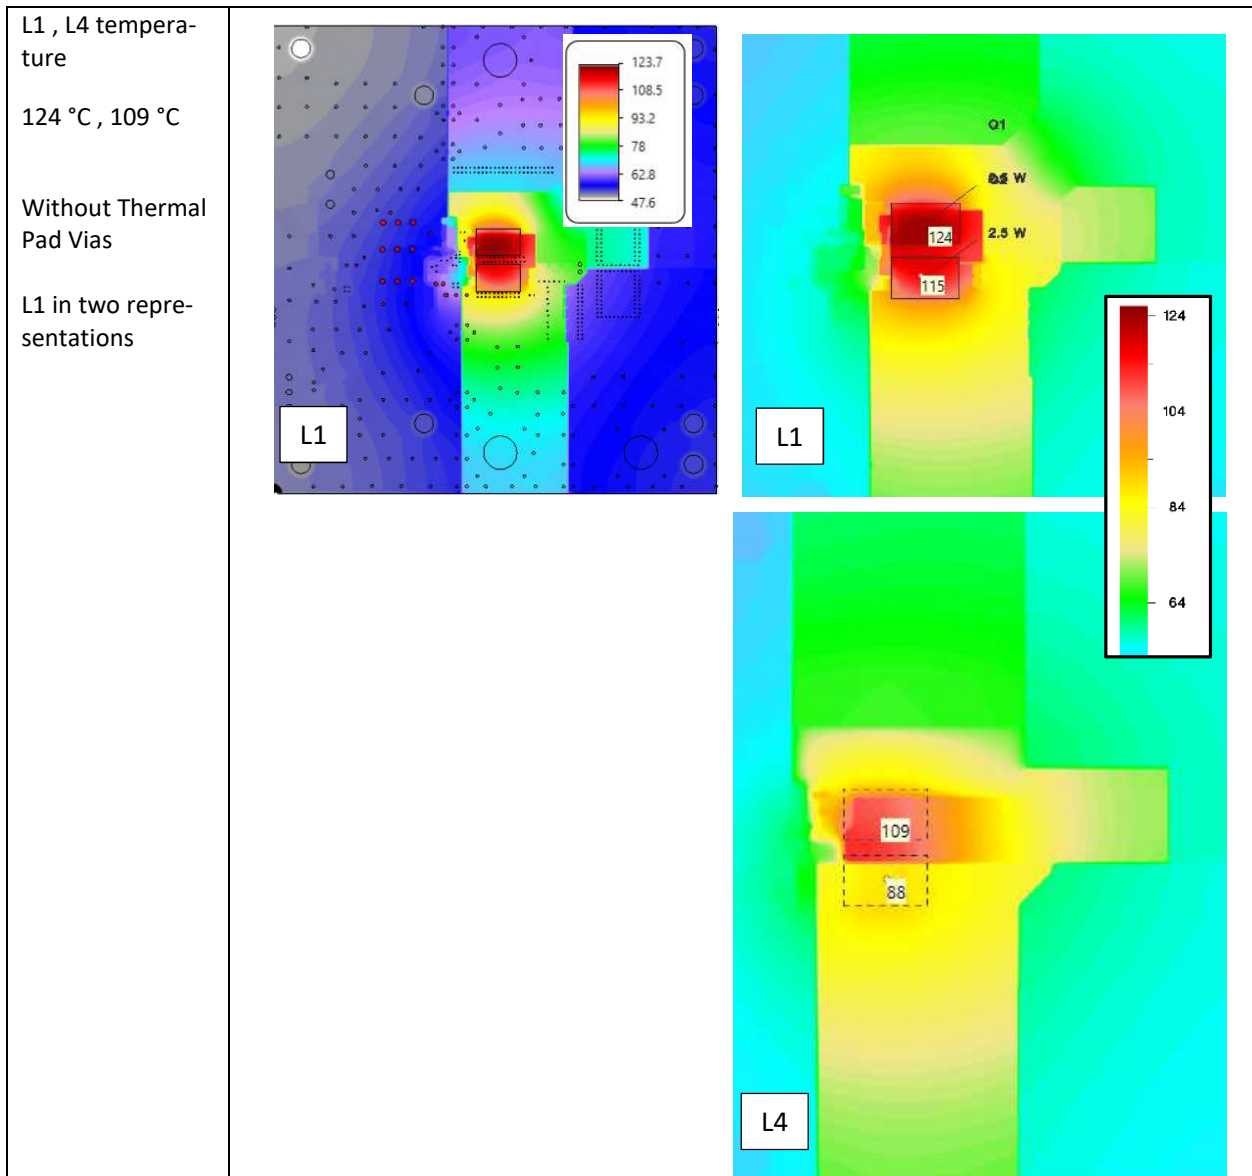 L1 , L4 tempera-
ture
124 °C , 109 °C
Without Thermal
Pad Vias
L1 in two repre-
sentations
123.7
108.5
93.2
78
62.8
47.6
L1
Q1
W
124
2.5 W
115
L1
124
104
84
64
109
88
L4